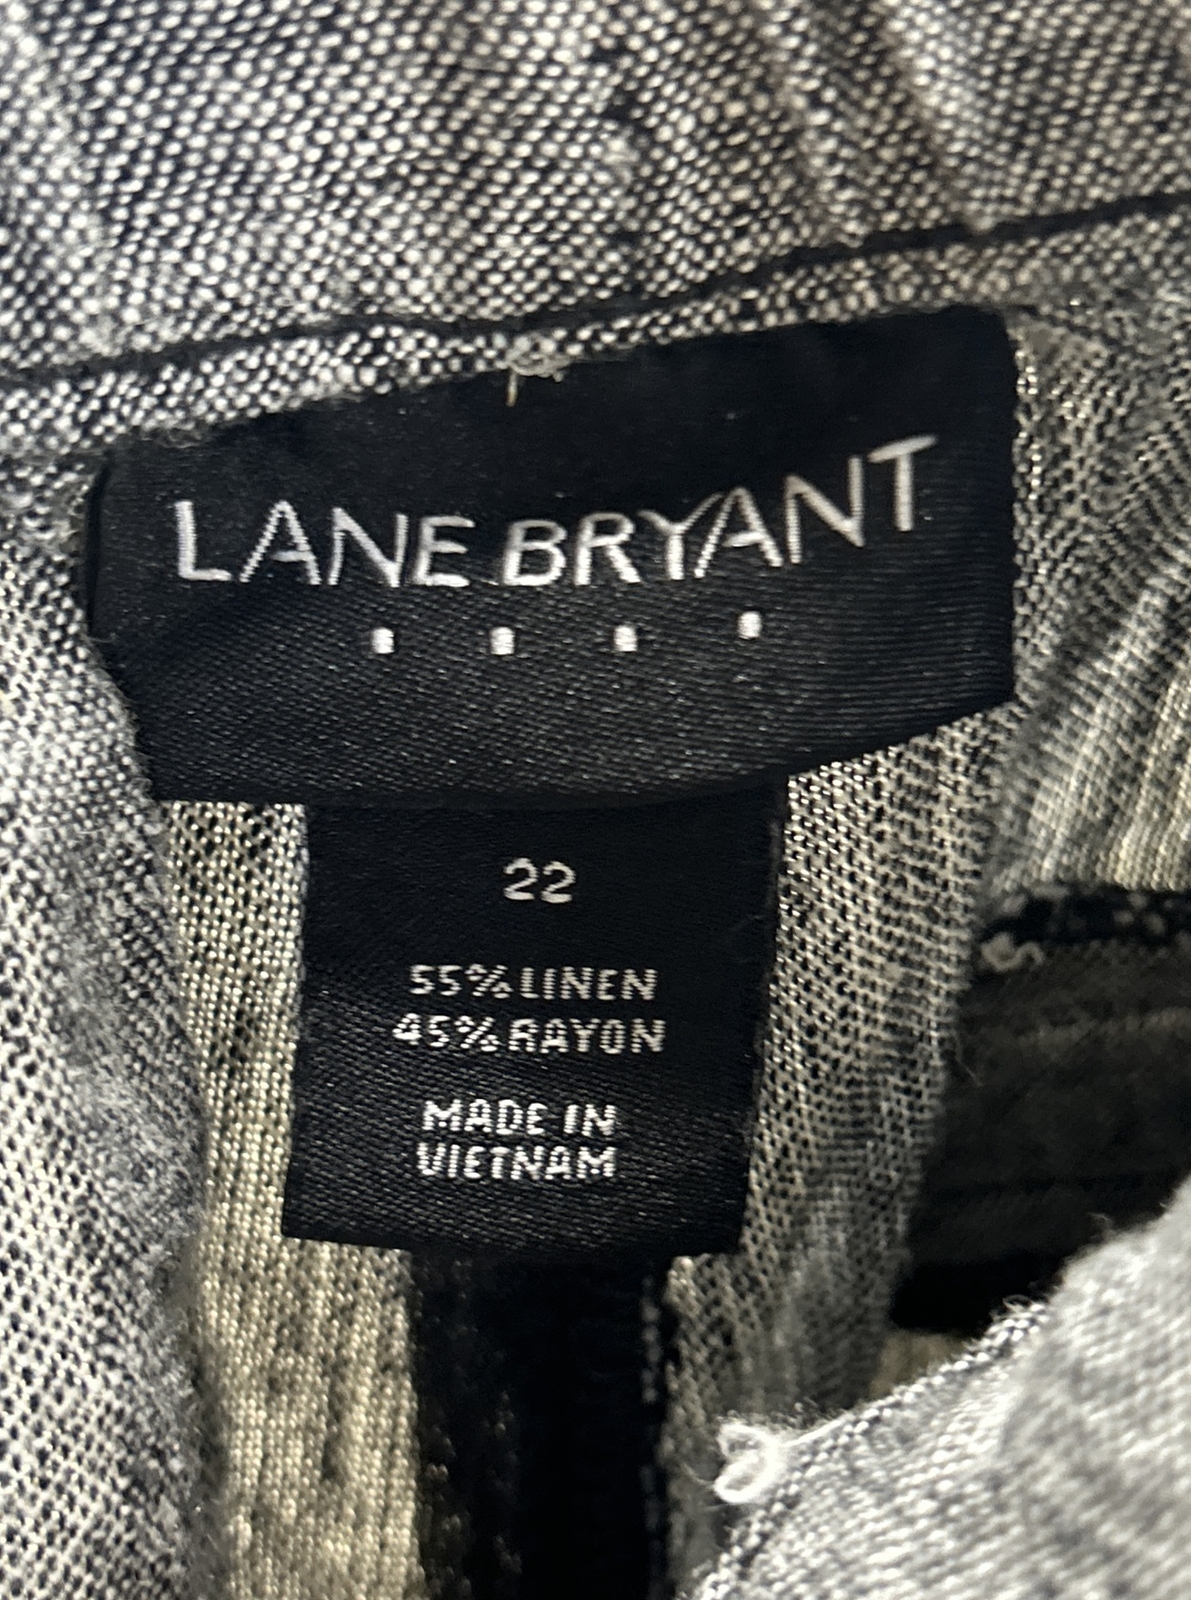 LANE BRYANT
22
55% LINEN
45% RAYON
MADE IN
VIETNAM